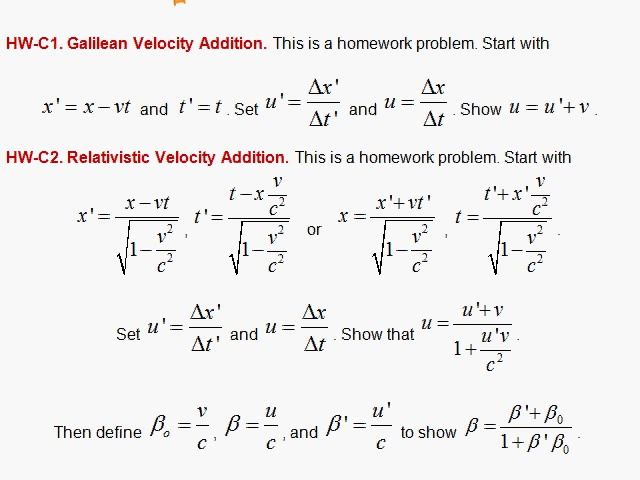 HW-C1. Galilean Velocity Addition. This is a homework problem. Start with
x' = x − vt and t' = t. Set u' = Δx'/Δt' and u = Δx/Δt. Show u = u'+v.
HW-C2. Relativistic Velocity Addition. This is a homework problem. Start with
x' = (x − vt)/√(1 − v²/c²), t' = (t − x v/c²)/√(1 − v²/c²) or x = (x'+vt')/√(1 − v²/c²), t = (t'+x' v/c²)/√(1 − v²/c²).
Set u' = Δx'/Δt' and u = Δx/Δt. Show that u = (u'+v)/(1 + u'v/c²).
Then define βₒ = v/c, β = u/c, and β' = u'/c to show β = (β'+β₀)/(1+β'β₀).